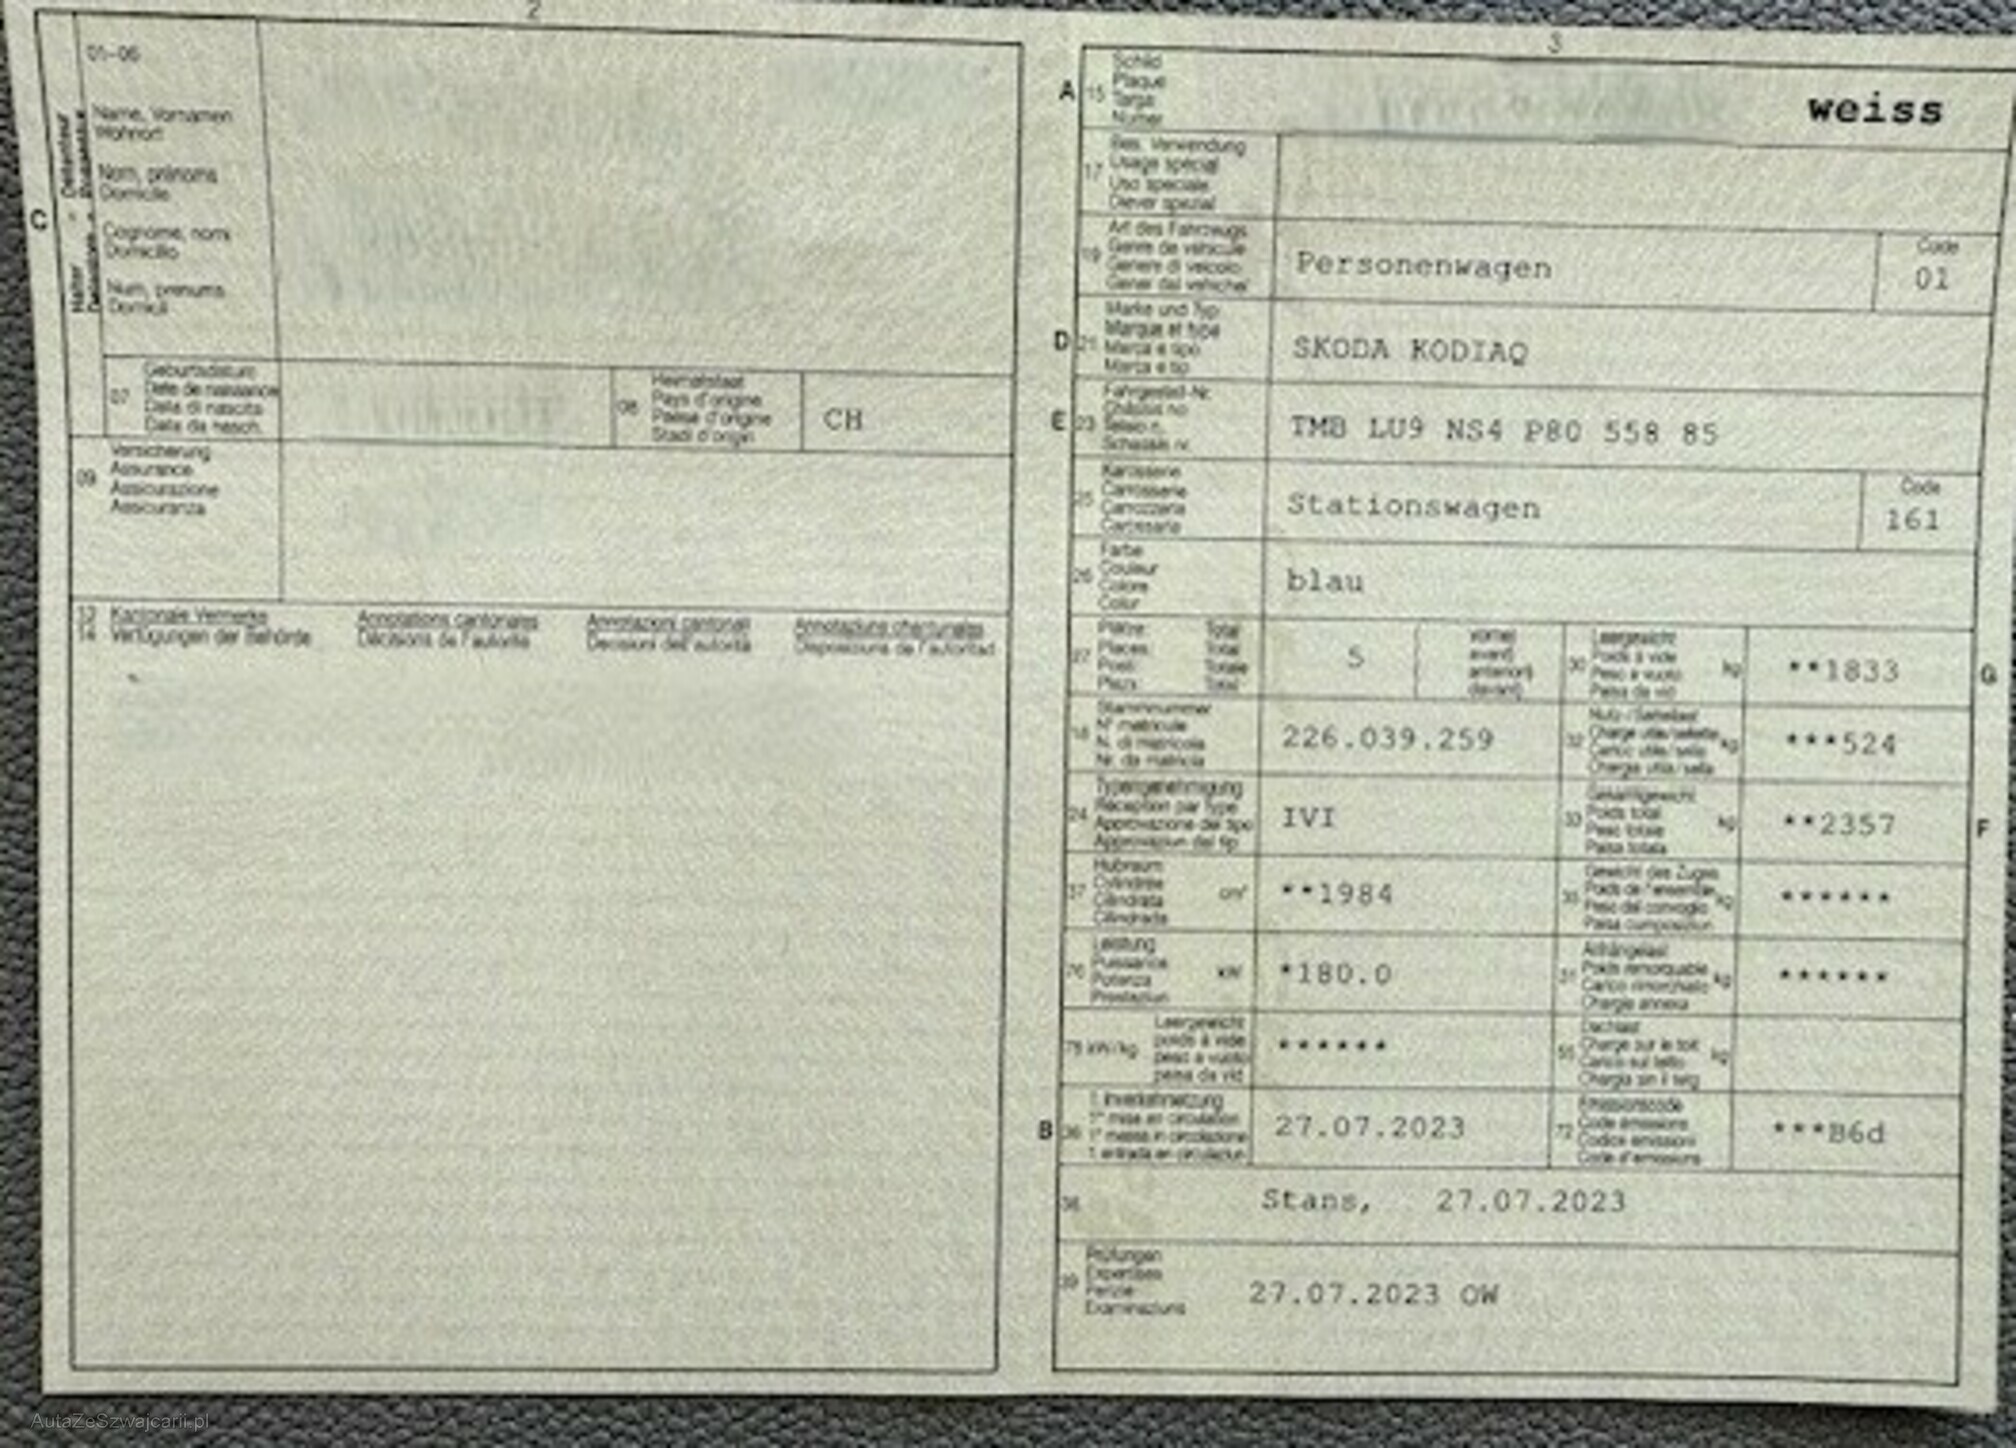 2
01-06
Name, Vornamen
Wohnort
Nom, prénoms
Domicile
Cognome, nomi
Domicilio
Num, prenums
Domicil
C
07
Geburtsdatum
Date de naissance
Data di nascita
Data da nasch.
08
Heimatstaat
Pays d'origine
Paese d'origine
Stadi d'origin
CH
09
Versicherung
Assurance
Assicurazione
Assicuranza
13 Kantonale Vermerke Annotations cantonales Annotazioni cantonali Annotaziuns chantunalas
14 Verfügungen der Behörde Décisions de l'autorité Decisioni dell'autorità Disposiziuns da l'autoritad
3
A 15
Schild
Plaque
Targa
Numer
weiss
17
Bes. Verwendung
Usage spécial
Uso speciale
Diever spezial
19
Art des Fahrzeugs
Genre de véhicule
Genere di veicolo
Gener dal vehichel
Personenwagen
Code
01
D 21
Marke und Typ
Marque et type
Marca e tipo
Marca e tip
SKODA KODIAQ
E 23
Fahrgestell-Nr.
Châssis no
Telaio n.
Schassis nr.
TMB LU9 NS4 P80 558 85
25
Karosserie
Carrosserie
Carrozzeria
Carossaria
Stationswagen
Code
161
26
Farbe
Couleur
Colore
Colur
blau
27
Plätze: Total
Places: Total
Posti: Totale
Plazs: Total
5
vorne)
avant)
anteriori)
davant)
30
Leergewicht
Poids à vide
Peso a vuoto
Paisa da vid
kg
**1833
G
18
Stammnummer
N° matricule
N. di matricola
Nr. da matricla
226.039.259
32
Nutz-/Sattellast
Charge utile/sellette
Carico utile/sella
Chargia utila/sella
kg
***524
24
Typengenehmigung
Réception par type
Approvazione del tipo
Approvaziun dal tip
IVI
33
Gesamtgewicht
Poids total
Peso totale
Paisa totala
kg
**2357
F
37
Hubraum
Cylindrée
Cilindrata
Cilindrada
cm³
**1984
35
Gewicht des Zuges
Poids de l'ensemble
Peso del convoglio
Paisa cumposiziun
kg
******
76
Leistung
Puissance
Potenza
Prestaziun
kW
*180.0
31
Anhängelast
Poids remorquable
Carico rimorchiato
Chargia annexa
kg
******
78 kW/kg
Leergewicht
poids à vide
peso a vuoto
paisa da vid
******
55
Dachlast
Charge sur le toit
Carico sul tetto
Chargia sin il tetg
kg
B 36
1. Inverkehrsetzung
1re mise en circulation
1a messa in circolazione
1. entrada en circulaziun
27.07.2023
72
Emissionscode
Code émissions
Codice emissioni
Code d'emissiuns
***B6d
38
Stans, 27.07.2023
39
Prüfungen
Expertises
Perizie
Examinaziuns
27.07.2023 OW
AutaZeSzwajcarii.pl